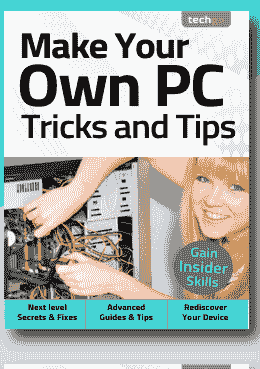 tech
Make Your
Own PC
Tricks and Tips
Gain
Insider
Skills
Next level
Secrets & Fixes
Advanced
Guides & Tips
Rediscover
Your Device